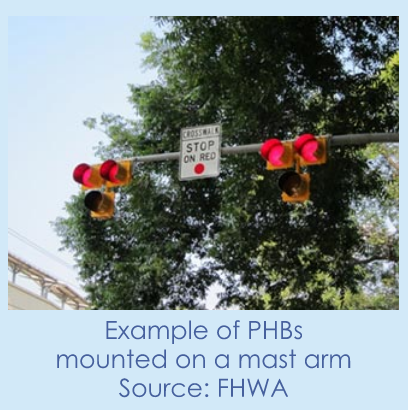 CROSSWALK
STOP
ON RED
Example of PHBs
mounted on a mast arm
Source: FHWA